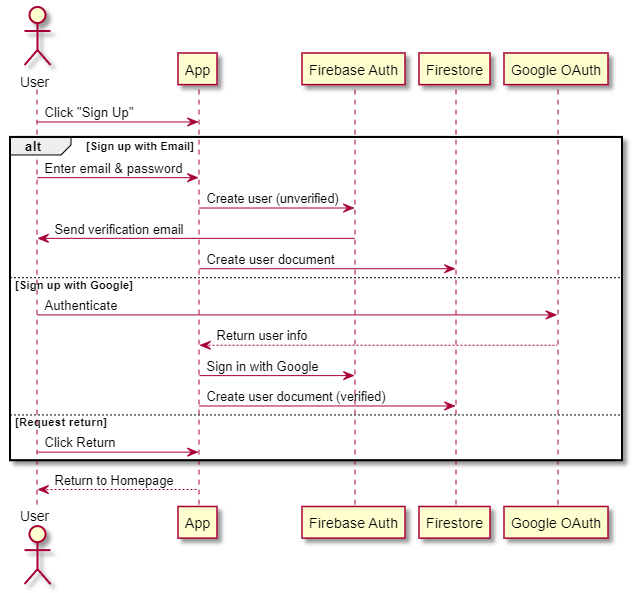 User
App
Firebase Auth
Firestore
Google OAuth
Click "Sign Up"
alt
[Sign up with Email]
Enter email & password
Create user (unverified)
Send verification email
Create user document
[Sign up with Google]
Authenticate
Return user info
Sign in with Google
Create user document (verified)
[Request return]
Click Return
Return to Homepage
User
App
Firebase Auth
Firestore
Google OAuth